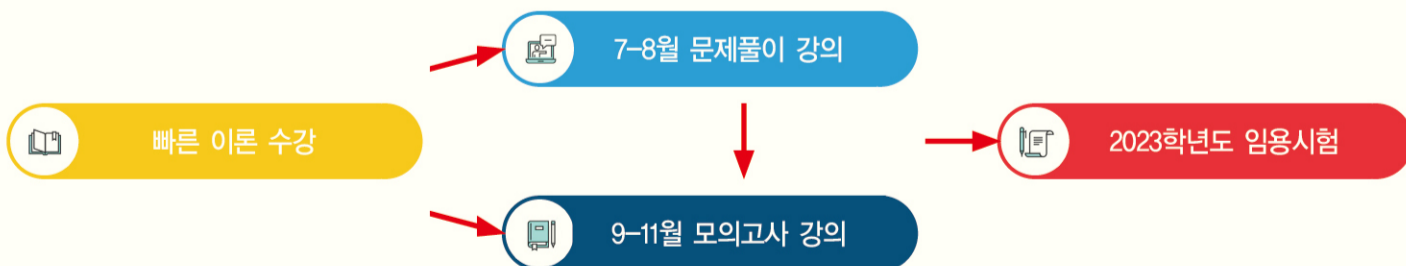 7-8월 문제풀이 강의
빠른 이론 수강
2023학년도 임용시험
9-11월 모의고사 강의